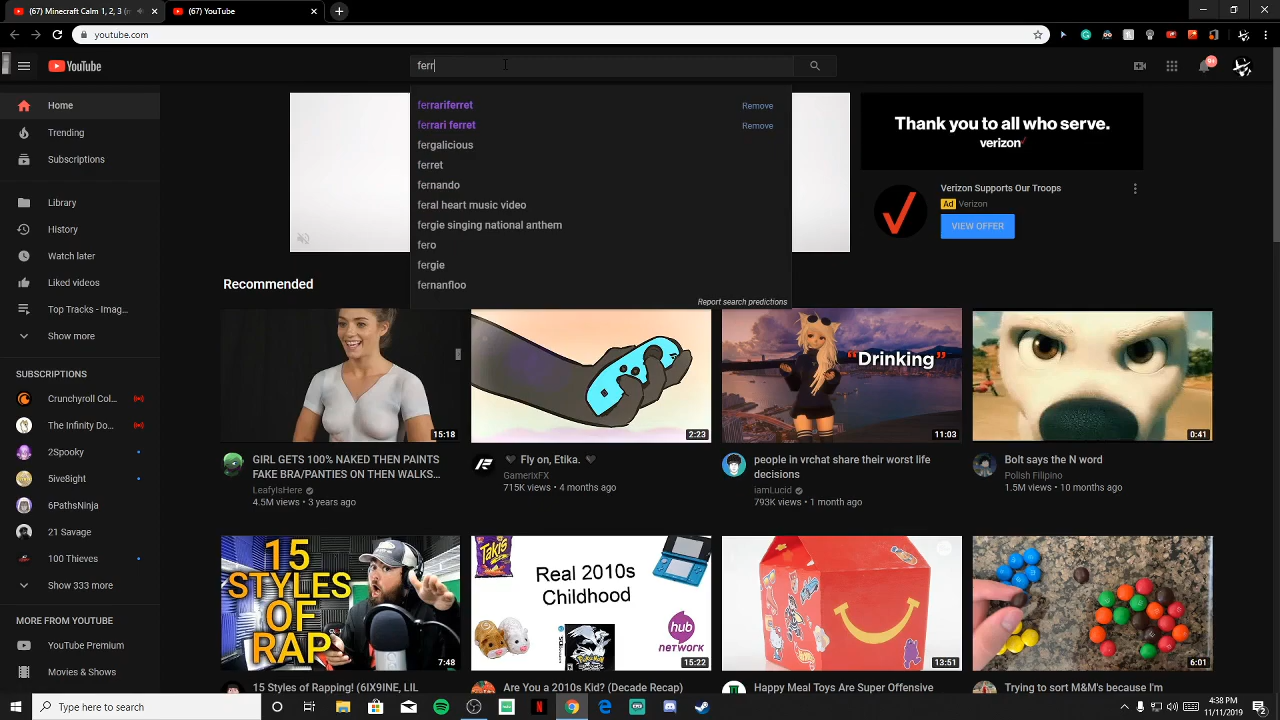 (67) Minecraft Calm 1, 2, 3 (m
(67) YouTube
youtube.com
YouTube
ferr
9+
ferrariferret Remove
ferrari ferret Remove
fergalicious
ferret
fernando
feral heart music video
fergie singing national anthem
fero
fergie
fernanfloo
Report search predictions
Home
Trending
Subscriptions
Library
History
Watch later
Liked videos
Top Tracks - Imag...
Show more
SUBSCRIPTIONS
Crunchyroll Col...
The Infinity Do...
2Spooky
5ive8ight
6PathsNinja
21 Savage
100 Thieves
Show 333 more
MORE FROM YOUTUBE
YouTube Premium
Movies & Shows
Thank you to all who serve.
verizon✓
Verizon Supports Our Troops
Ad Verizon
VIEW OFFER
Recommended
15:18
GIRL GETS 100% NAKED THEN PAINTS
FAKE BRA/PANTIES ON THEN WALKS...
LeafyIsHere
4.5M views • 3 years ago
2:23
Fly on, Etika.
GamerixFX
715K views • 4 months ago
"Drinking"
11:03
people in vrchat share their worst life
decisions
iamLucid
793K views • 1 month ago
0:41
Bolt says the N word
Polish Filipino
1.5M views • 10 months ago
15
STYLES
OF
RAP
7:48
15 Styles of Rapping! (6IX9INE, LIL
Takis
Real 2010s
Childhood
hub
NETWORK
15:22
Are You a 2010s Kid? (Decade Recap)
13:51
Happy Meal Toys Are Super Offensive
6:01
Trying to sort M&M's because I'm
Type here to search
hulu
4:38 PM
11/11/2019
2